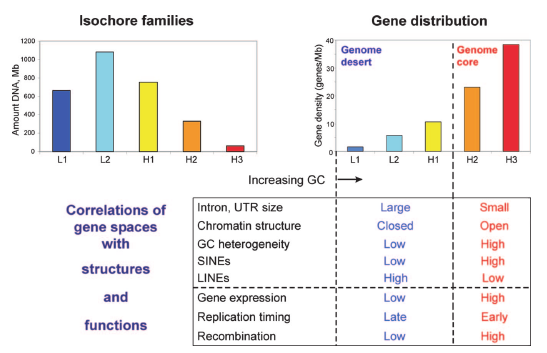 Isochore families
Gene distribution
Amount DNA, Mb
1200
1000
800
600
400
200
0
L1 L2 H1 H2 H3
Gene density (genes/Mb)
40
30
20
10
0
Genome desert
Genome core
L1 L2 H1 H2 H3
Increasing GC
Correlations of
gene spaces
with
structures
and
functions
Intron, UTR size Large Small
Chromatin structure Closed Open
GC heterogeneity Low High
SINEs Low High
LINEs High Low
Gene expression Low High
Replication timing Late Early
Recombination Low High